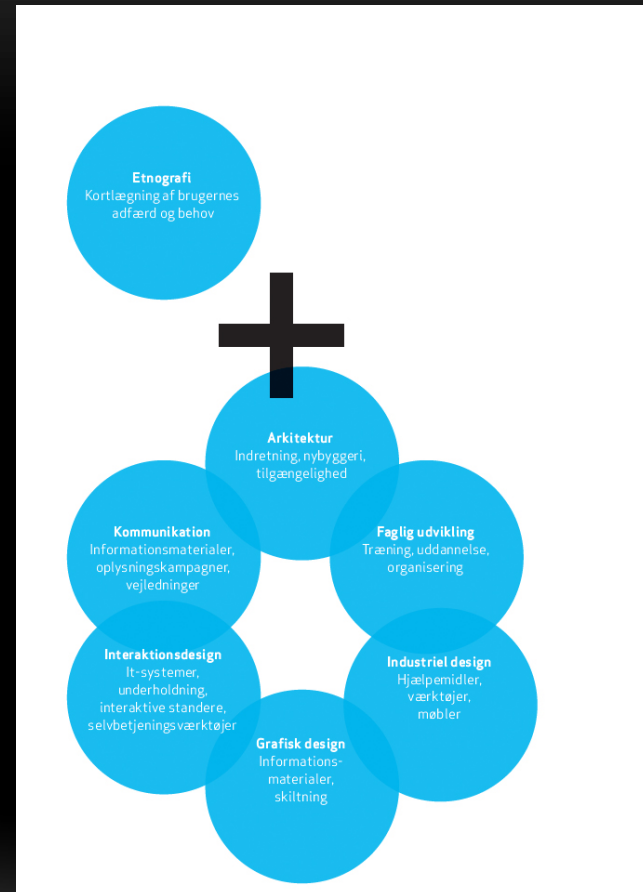 Etnografi
Kortlægning af brugernes
adfærd og behov
Arkitektur
Indretning, nybyggeri,
tilgængelighed
Kommunikation
Informationsmaterialer,
oplysningskampagner,
vejledninger
Faglig udvikling
Træning, uddannelse,
organisering
Interaktionsdesign
It-systemer,
underholdning,
interaktive standere,
selvbetjeningsværktøjer
Industriel design
Hjælpemidler,
værktøjer,
møbler
Grafisk design
Informations-
materialer,
skiltning